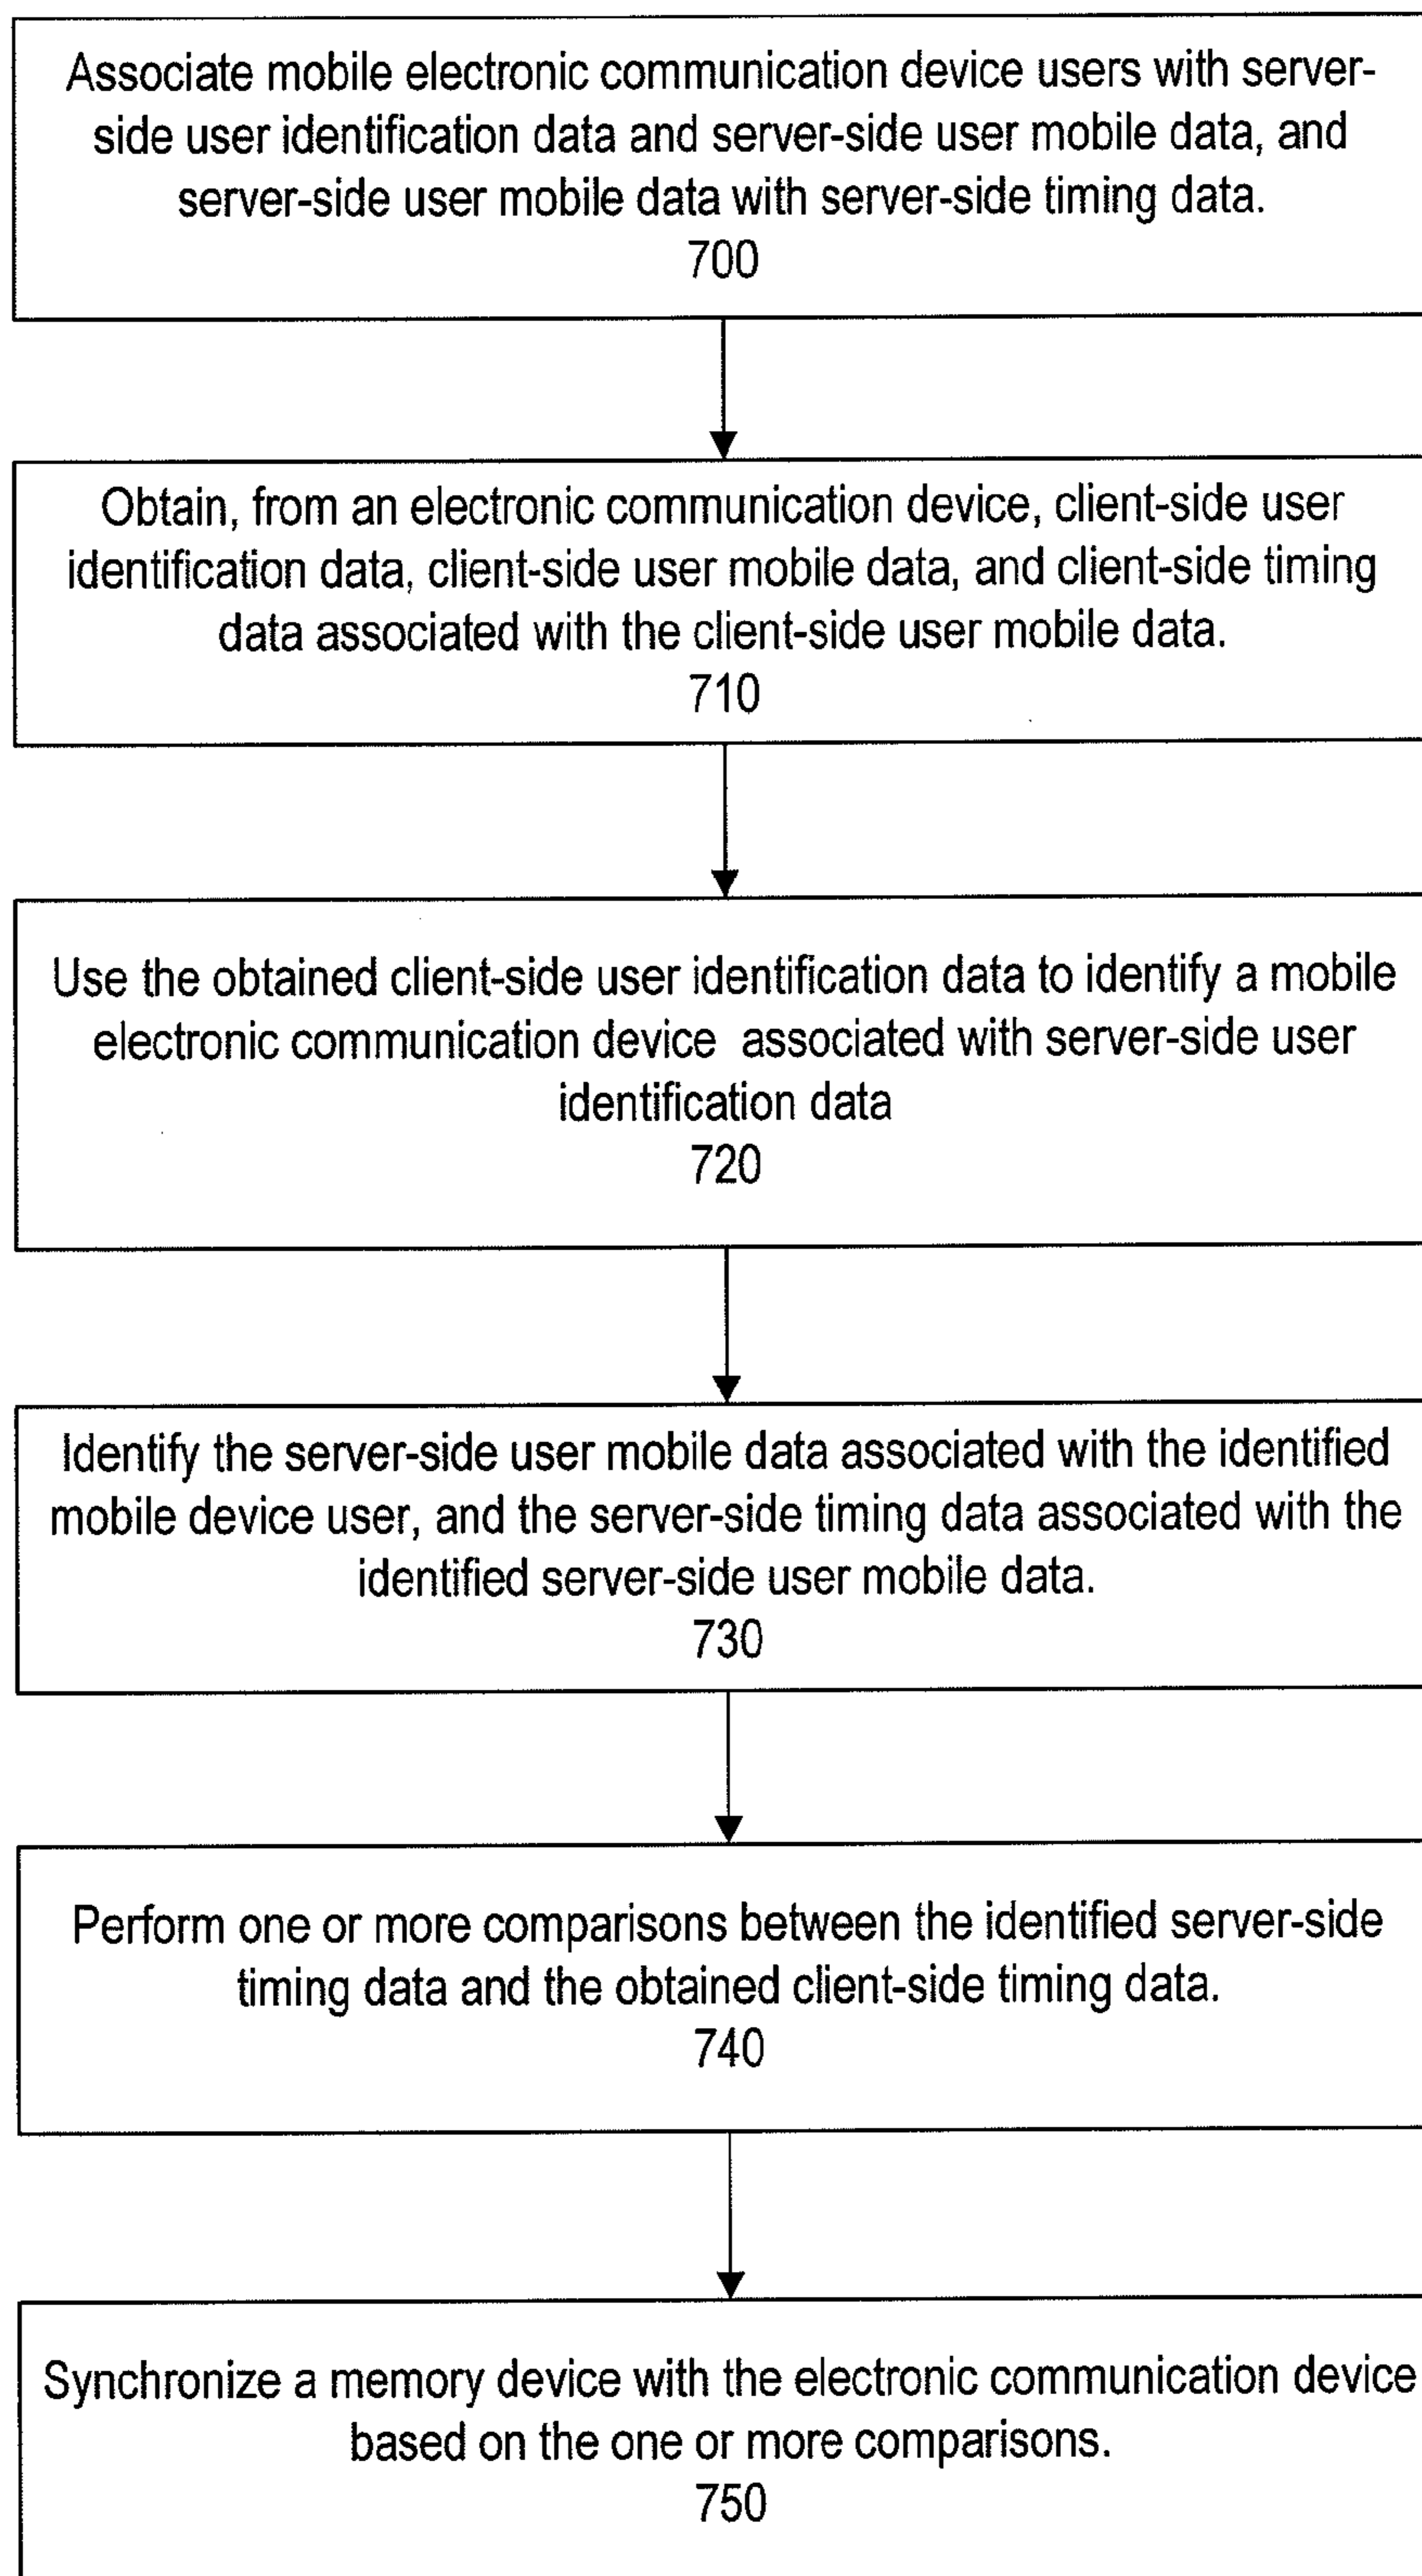 Associate mobile electronic communication device users with server-
side user identification data and server-side user mobile data, and
server-side user mobile data with server-side timing data.
700
Obtain, from an electronic communication device, client-side user
identification data, client-side user mobile data, and client-side timing
data associated with the client-side user mobile data.
710
Use the obtained client-side user identification data to identify a mobile
electronic communication device associated with server-side user
identification data
720
Identify the server-side user mobile data associated with the identified
mobile device user, and the server-side timing data associated with the
identified server-side user mobile data.
730
Perform one or more comparisons between the identified server-side
timing data and the obtained client-side timing data.
740
Synchronize a memory device with the electronic communication device
based on the one or more comparisons.
750